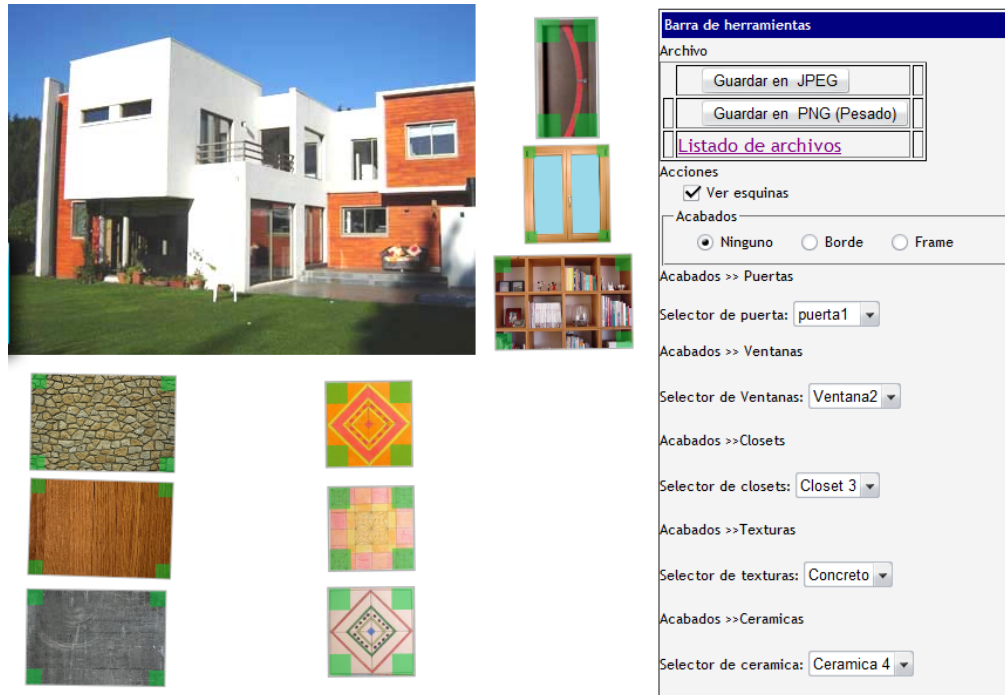 Barra de herramientas
Archivo
Guardar en  JPEG
Guardar en  PNG (Pesado)
Listado de archivos
Acciones
Ver esquinas
Acabados
Ninguno
Borde
Frame
Acabados >> Puertas
Selector de puerta: puerta1
Acabados >> Ventanas
Selector de Ventanas: Ventana2
Acabados >>Closets
Selector de closets: Closet 3
Acabados >>Texturas
Selector de texturas: Concreto
Acabados >>Ceramicas
Selector de ceramica: Ceramica 4